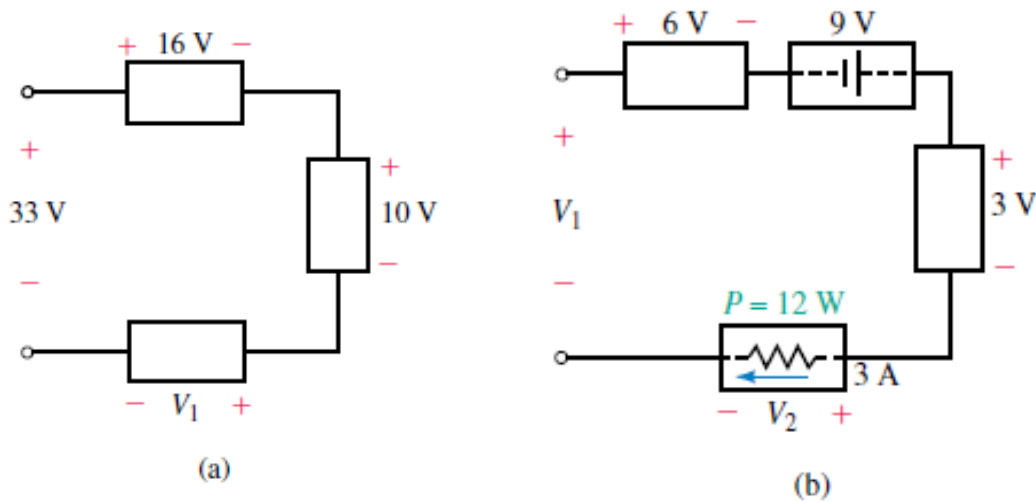 + 16 V −
+
33 V
−
+
10 V
−
− V₁ +
(a)
+ 6 V −
9 V
+
V₁
−
+
3 V
−
P = 12 W
3 A
− V₂ +
(b)